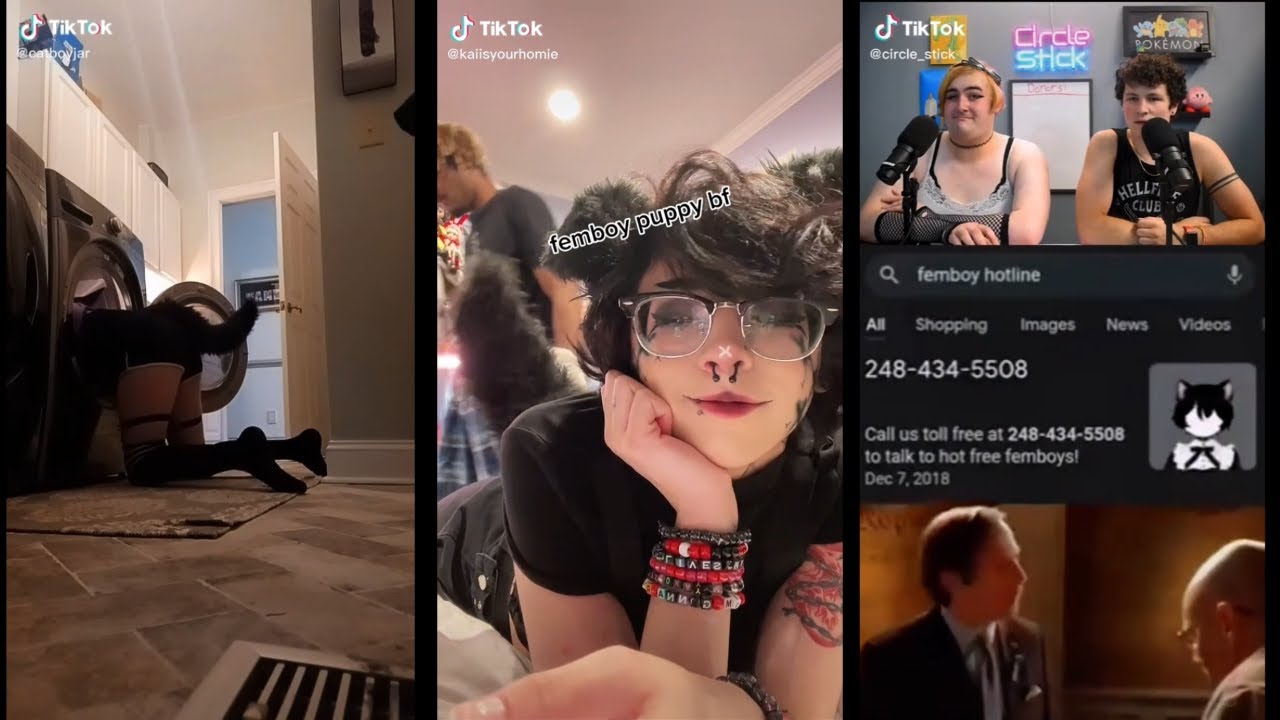 TikTok
@catboyjar
TikTok
@kaiisyourhomie
femboy puppy bf
TikTok
@circle_stick
Circle
Stick
POKÉMON
Donors!
HELLFIRE
CLUB
femboy hotline
All Shopping Images News Videos
248-434-5508
Call us toll free at 248-434-5508
to talk to hot free femboys!
Dec 7, 2018